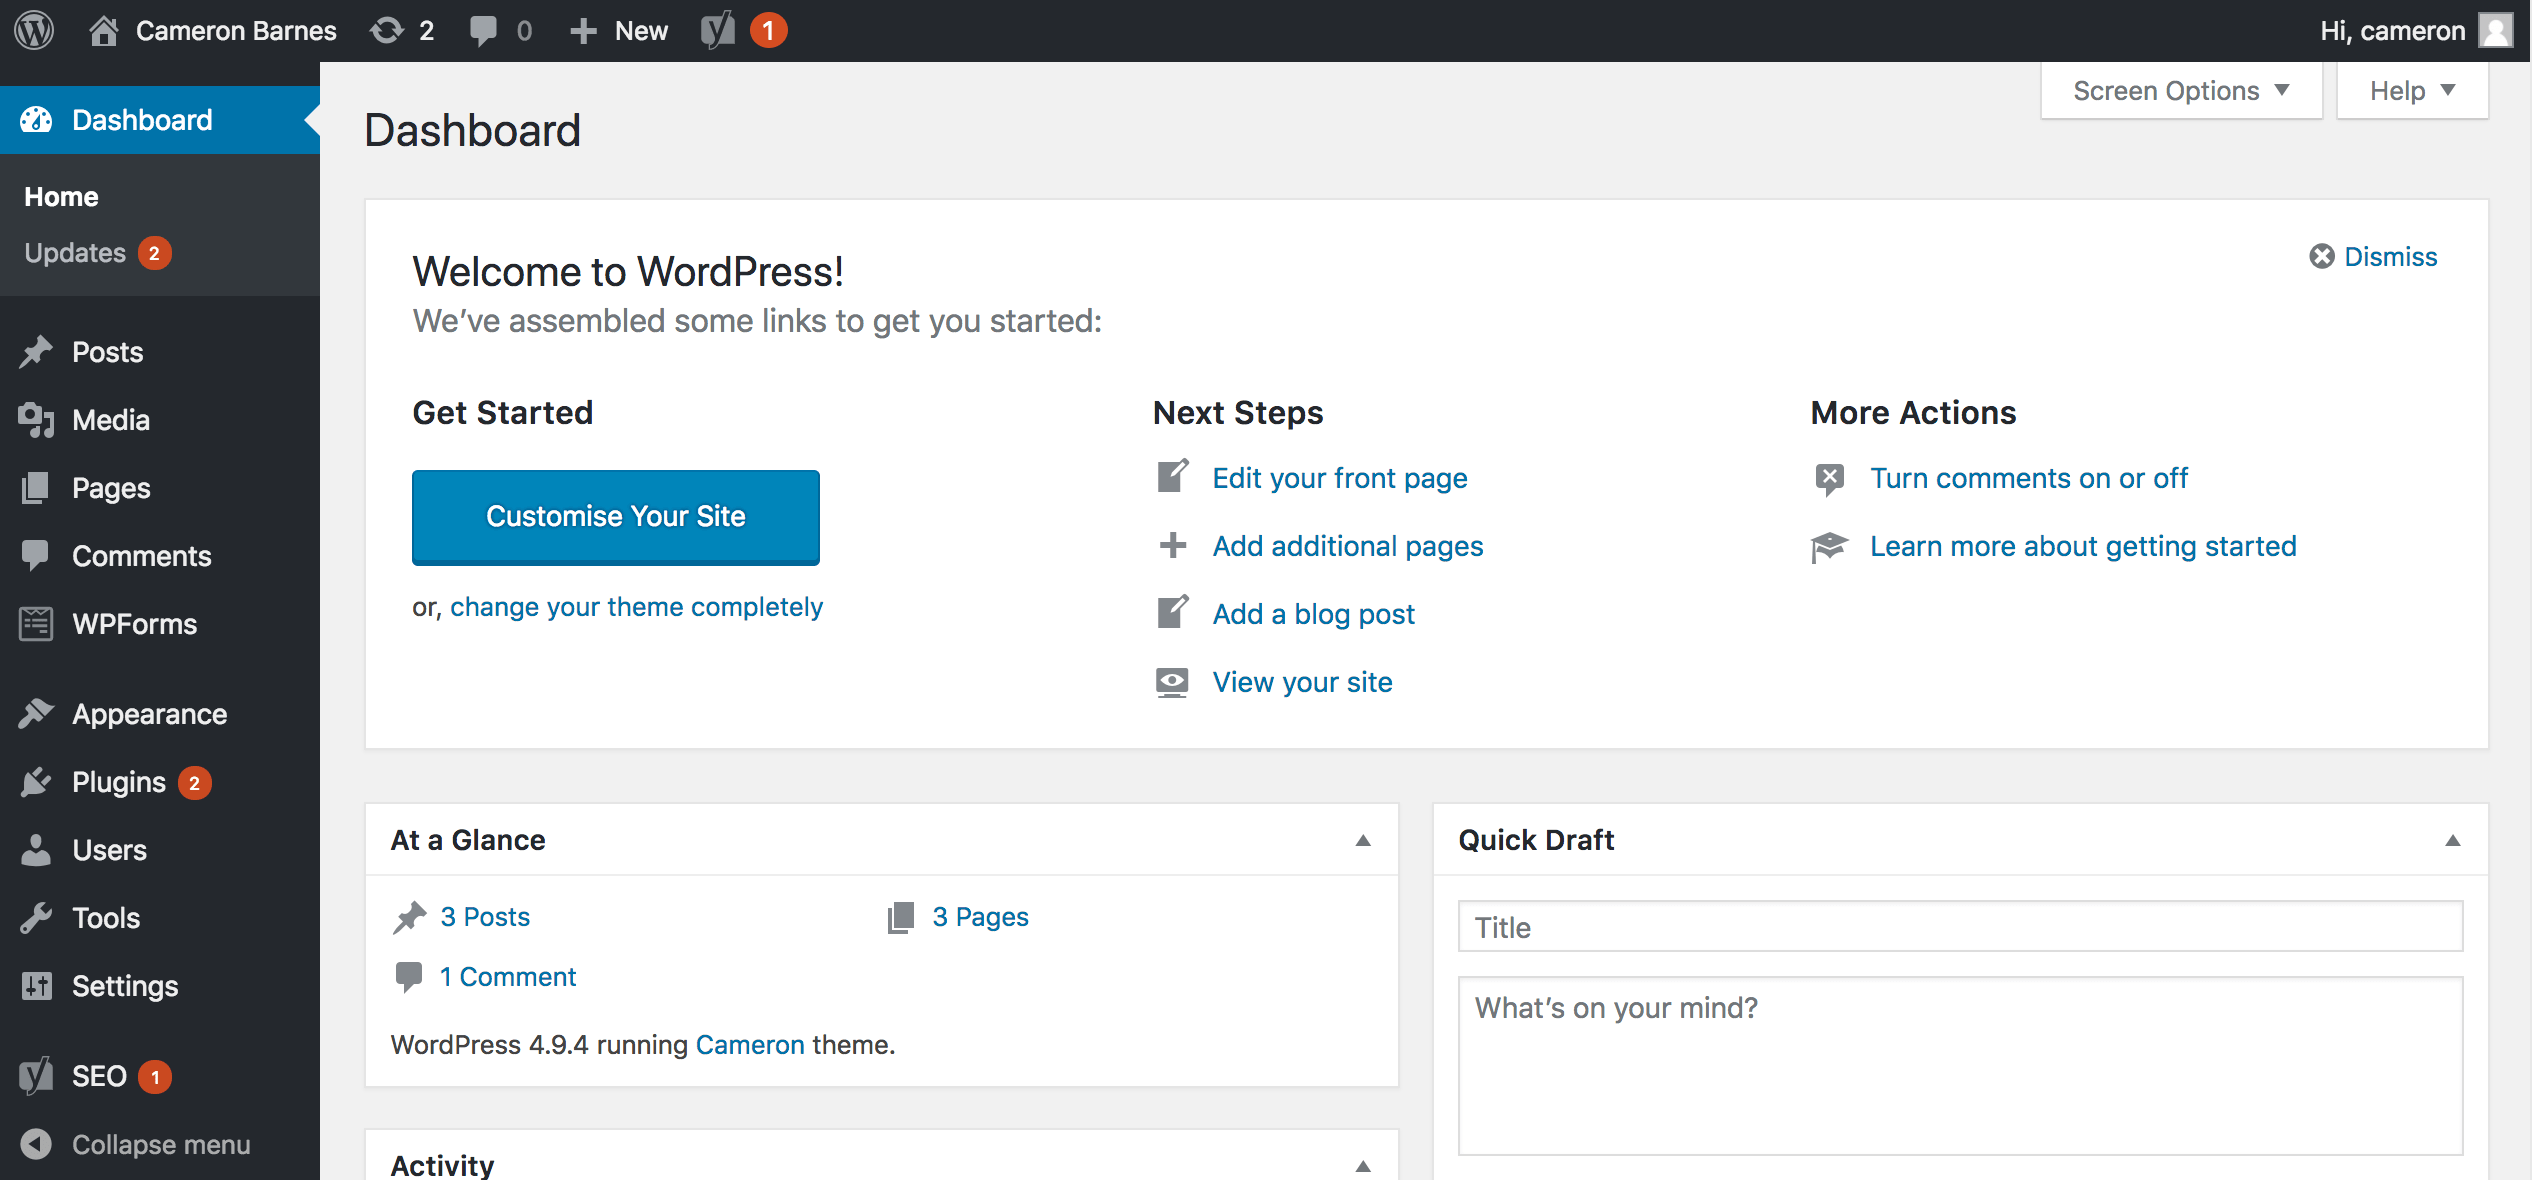 Cameron Barnes 2 0 New 1 Hi, cameron
Screen Options Help
Dashboard
Home
Updates 2
Posts
Media
Pages
Comments
WPForms
Appearance
Plugins 2
Users
Tools
Settings
SEO 1
Collapse menu
Dashboard
Welcome to WordPress!
Dismiss
We’ve assembled some links to get you started:
Get Started
Customise Your Site
or, change your theme completely
Next Steps
Edit your front page
Add additional pages
Add a blog post
View your site
More Actions
Turn comments on or off
Learn more about getting started
At a Glance
3 Posts
3 Pages
1 Comment
WordPress 4.9.4 running Cameron theme.
Activity
Quick Draft
Title
What’s on your mind?